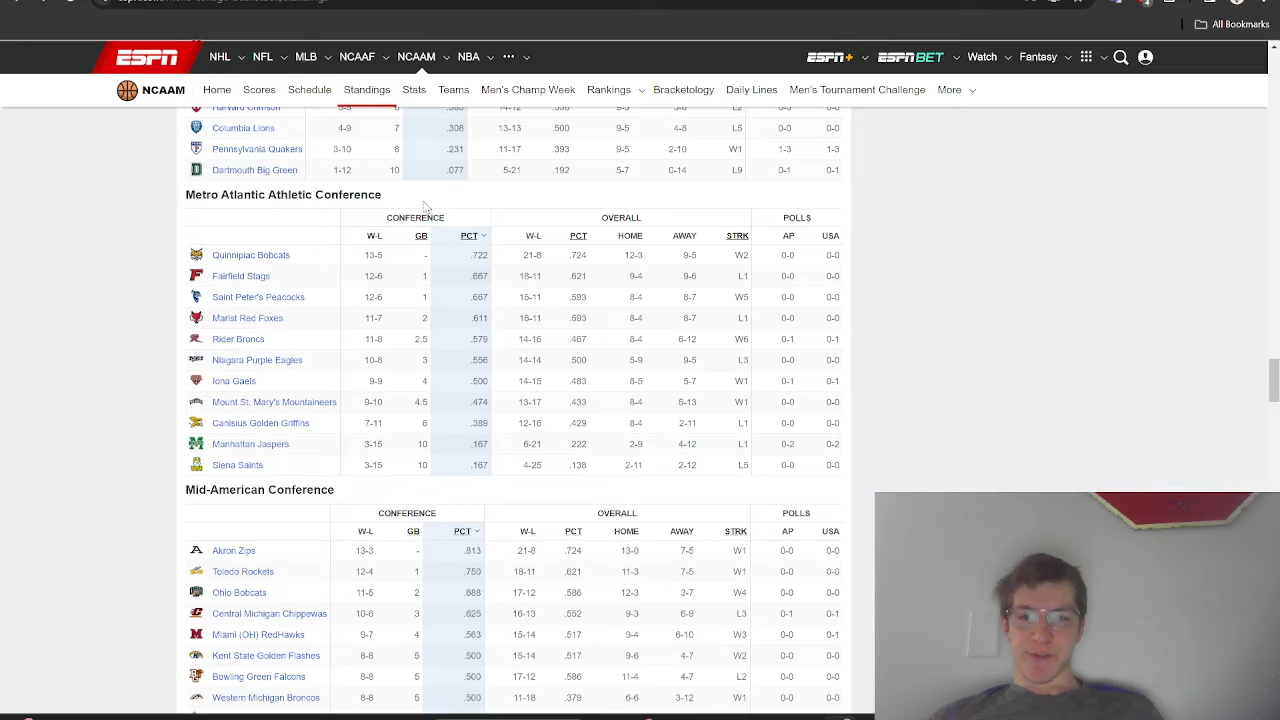 All Bookmarks
ESPN NHL NFL MLB NCAAF NCAAM NBA ESPN+ ESPN BET Watch Fantasy
NCAAM Home Scores Schedule Standings Stats Teams Men's Champ Week Rankings Bracketology Daily Lines Men's Tournament Challenge More
Columbia Lions 4-9 7 .308 13-13 .500 9-5 4-8 L5 0-0 0-0
Pennsylvania Quakers 3-10 8 .231 11-17 .393 9-5 2-10 W1 1-3 1-3
Dartmouth Big Green 1-12 10 .077 5-21 .192 5-7 0-14 L9 0-1 0-1
Metro Atlantic Athletic Conference
CONFERENCE OVERALL POLLS
W-L GB PCT W-L PCT HOME AWAY STRK AP USA
Quinnipiac Bobcats 13-5 - .722 21-8 .724 12-3 9-5 W2 0-0 0-0
Fairfield Stags 12-6 1 .667 18-11 .621 9-4 9-6 L1 0-0 0-0
Saint Peter's Peacocks 12-6 1 .667 16-11 .593 8-4 8-7 W5 0-0 0-0
Marist Red Foxes 11-7 2 .611 16-11 .593 8-4 8-7 L1 0-0 0-0
Rider Broncs 11-8 2.5 .579 14-16 .467 8-4 6-12 W6 0-1 0-1
Niagara Purple Eagles 10-8 3 .556 14-14 .500 5-9 9-5 L3 0-0 0-0
Iona Gaels 9-9 4 .500 14-15 .483 8-5 5-7 W1 0-1 0-1
Mount St. Mary's Mountaineers 9-10 4.5 .474 13-17 .433 8-4 5-13 W1 0-0 0-0
Canisius Golden Griffins 7-11 6 .389 12-16 .429 8-4 2-11 L1 0-0 0-0
Manhattan Jaspers 3-15 10 .167 6-21 .222 2-9 4-12 L1 0-2 0-2
Siena Saints 3-15 10 .167 4-25 .138 2-11 2-12 L5 0-0 0-0
Mid-American Conference
CONFERENCE OVERALL POLLS
W-L GB PCT W-L PCT HOME AWAY STRK AP USA
Akron Zips 13-3 - .813 21-8 .724 13-0 7-5 W1 0-0 0-0
Toledo Rockets 12-4 1 .750 18-11 .621 11-3 7-5 W1 0-0 0-0
Ohio Bobcats 11-5 2 .688 17-12 .586 12-3 3-7 W4 0-0 0-0
Central Michigan Chippewas 10-6 3 .625 16-13 .552 9-3 6-9 L3 0-1 0-1
Miami (OH) RedHawks 9-7 4 .563 15-14 .517 9-4 6-10 W3 0-0 0-1
Kent State Golden Flashes 8-8 5 .500 15-14 .517 9-6 4-7 W2 0-0 0-0
Bowling Green Falcons 8-8 5 .500 17-12 .586 11-4 4-7 L2 0-0 0-0
Western Michigan Broncos 8-8 5 .500 11-18 .379 6-6 3-12 W1 0-0 0-0